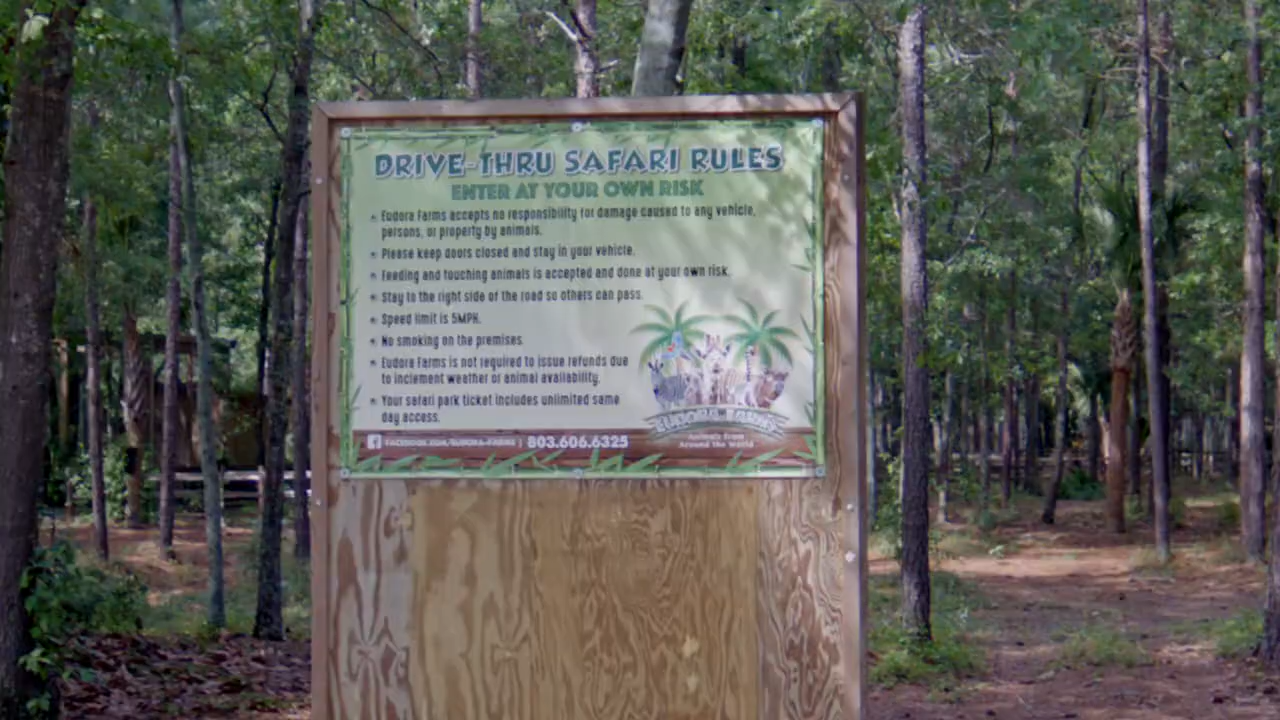 DRIVE-THRU SAFARI RULES
ENTER AT YOUR OWN RISK
• Eudora Farms accepts no responsibility for damage caused to any vehicle,
persons, or property by animals.
• Please keep doors closed and stay in your vehicle.
• Feeding and touching animals is accepted and done at your own risk.
• Stay to the right side of the road so others can pass.
• Speed limit is 5MPH.
• No smoking on the premises.
• Eudora Farms is not required to issue refunds due
to inclement weather or animal availability.
• Your safari park ticket includes unlimited same
day access.
EUDORA FARMS
Animals from
Around the World
FACEBOOK.COM/EUDORA-FARMS | 803.606.6325